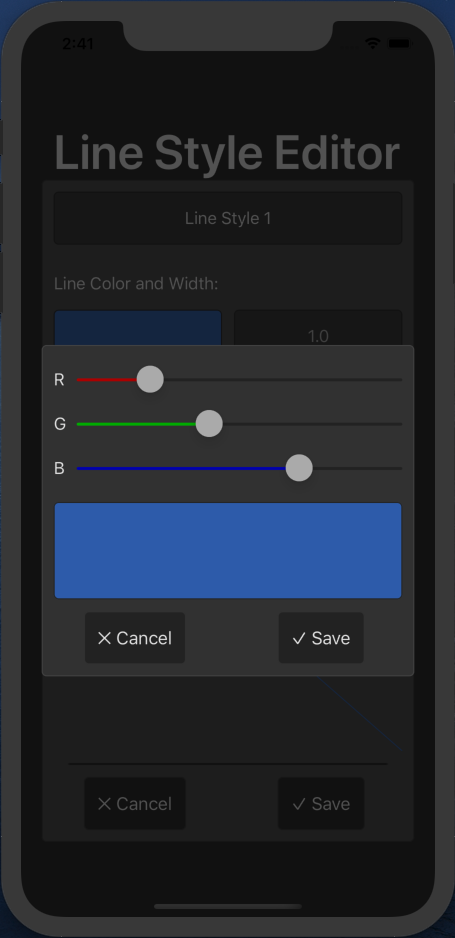 2:41
Line Style Editor
Line Style 1
Line Color and Width:
1.0
R
G
B
Cancel Save
Cancel Save